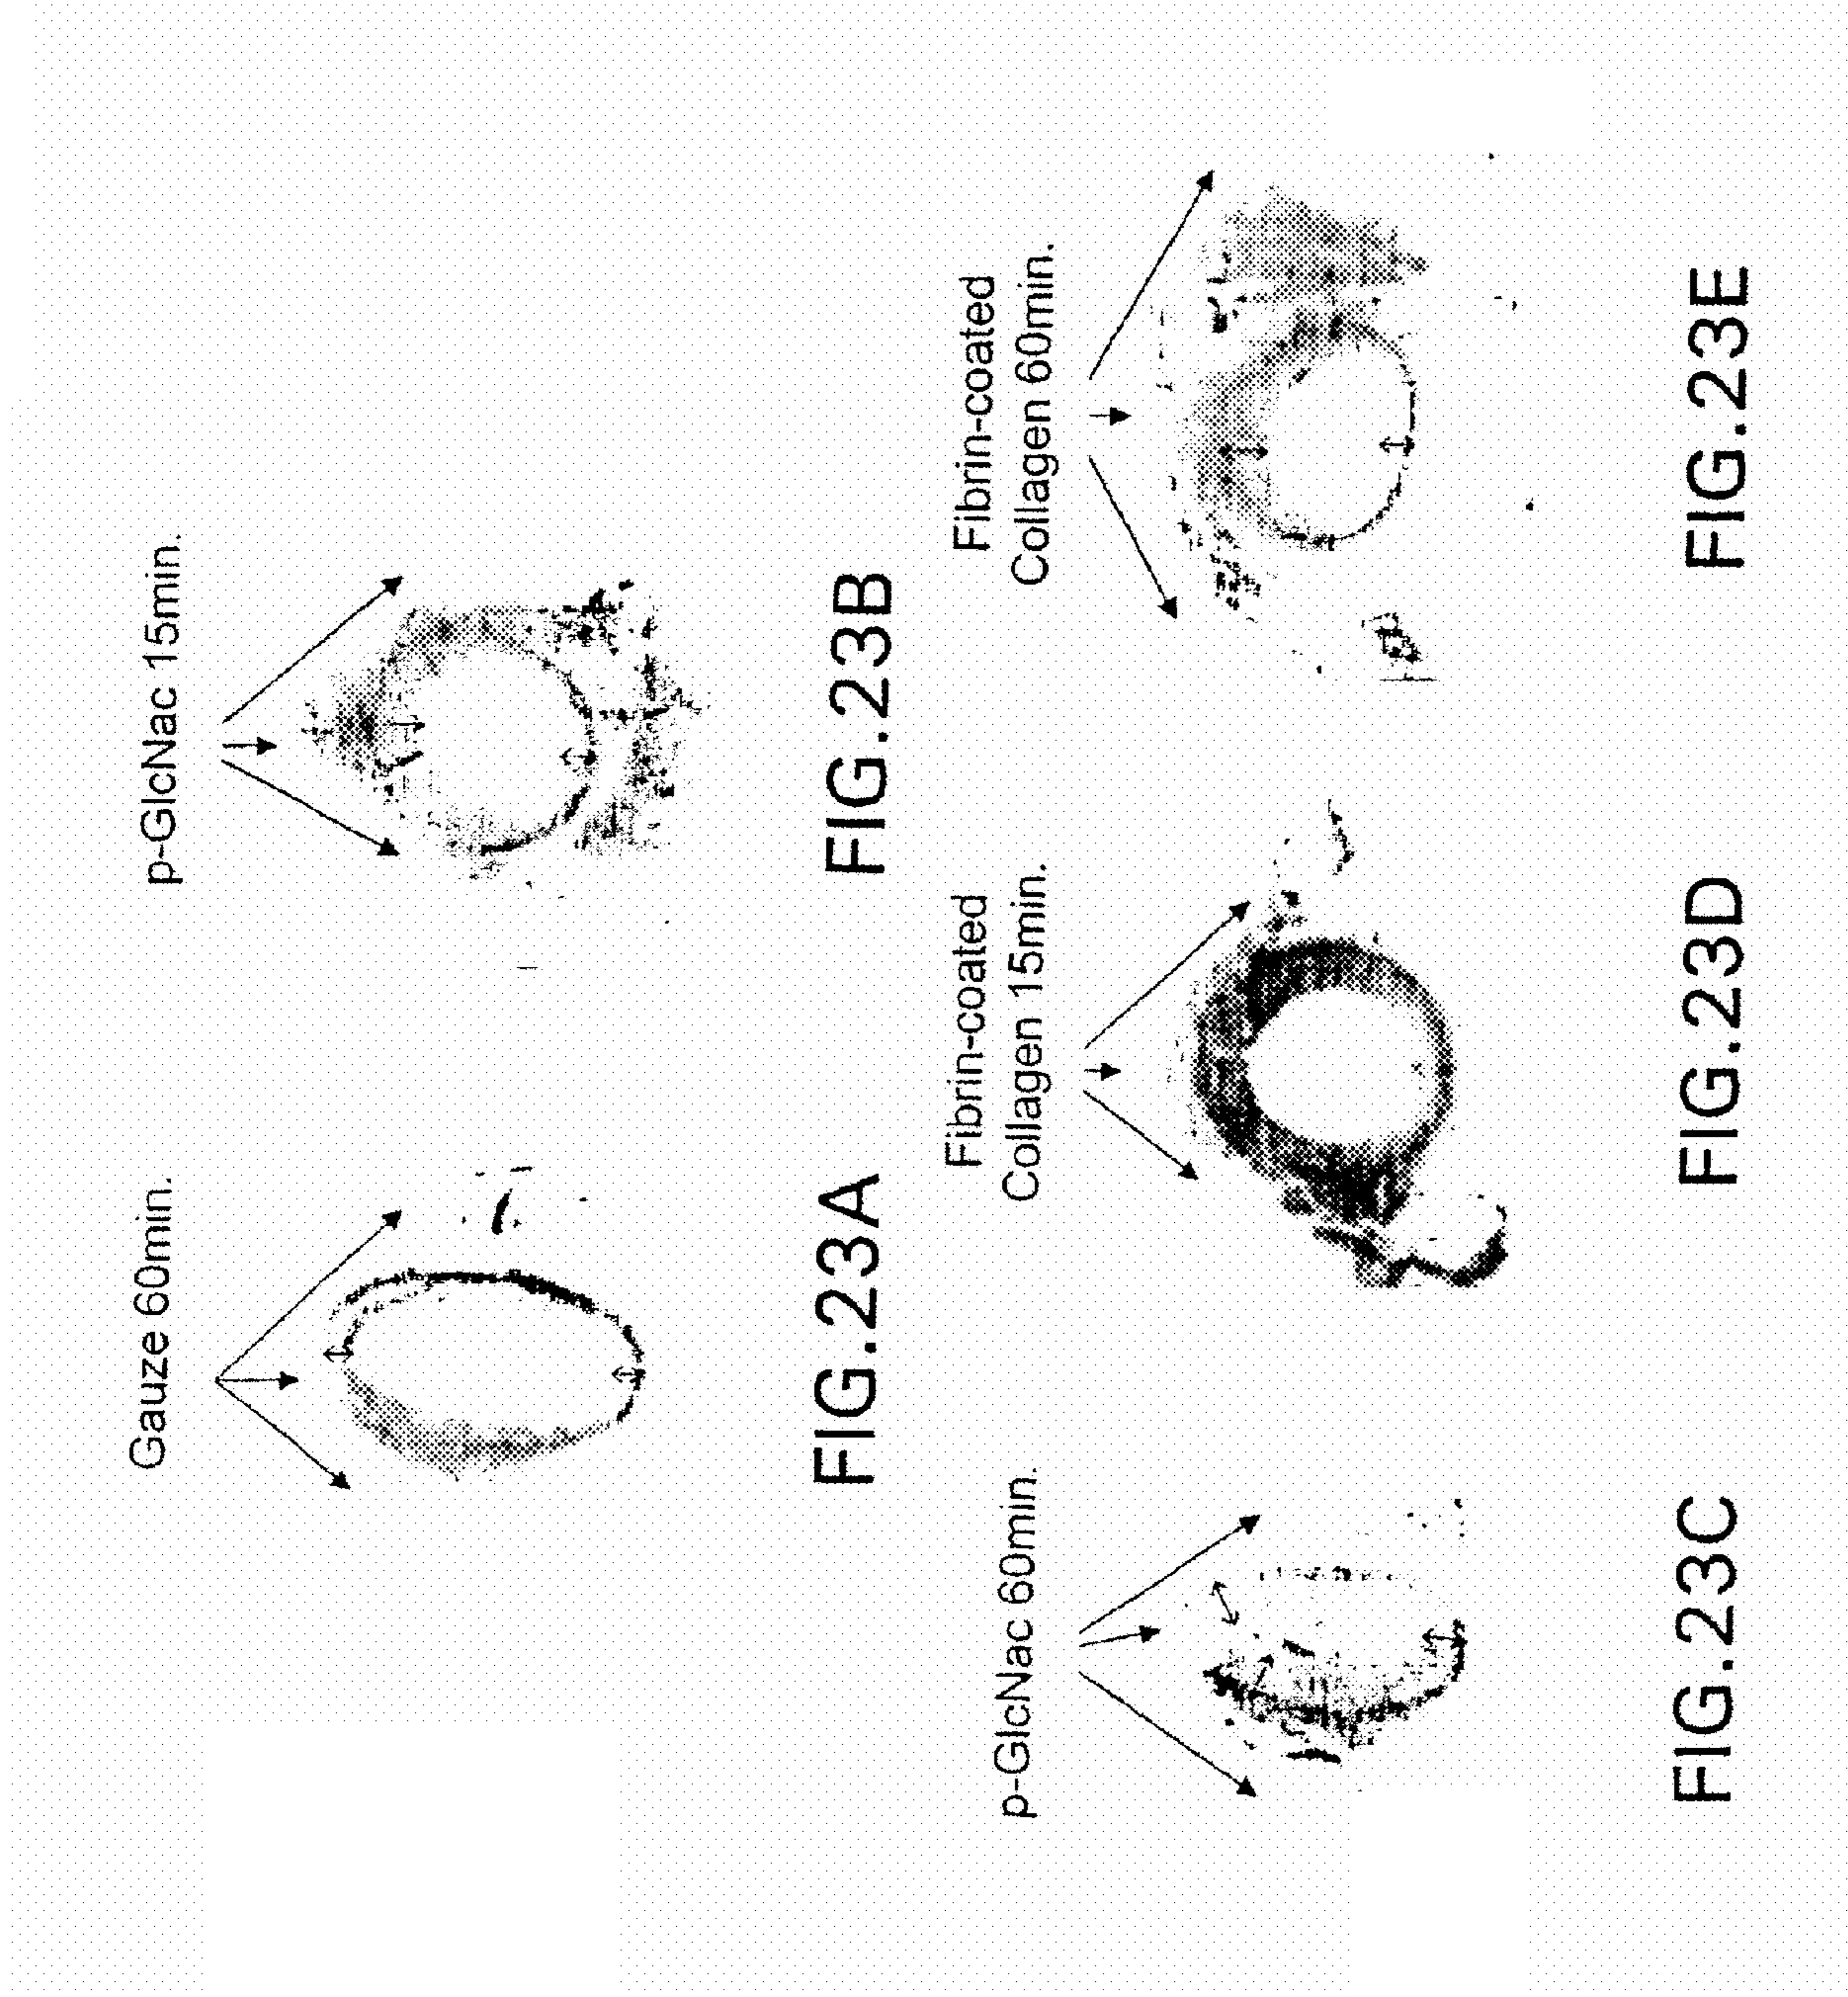 Gauze 60min.
FIG.23A
p-GlcNac 15min.
FIG.23B
p-GlcNac 60min.
FIG.23C
Fibrin-coated
Collagen 15min.
FIG.23D
Fibrin-coated
Collagen 60min.
FIG.23E